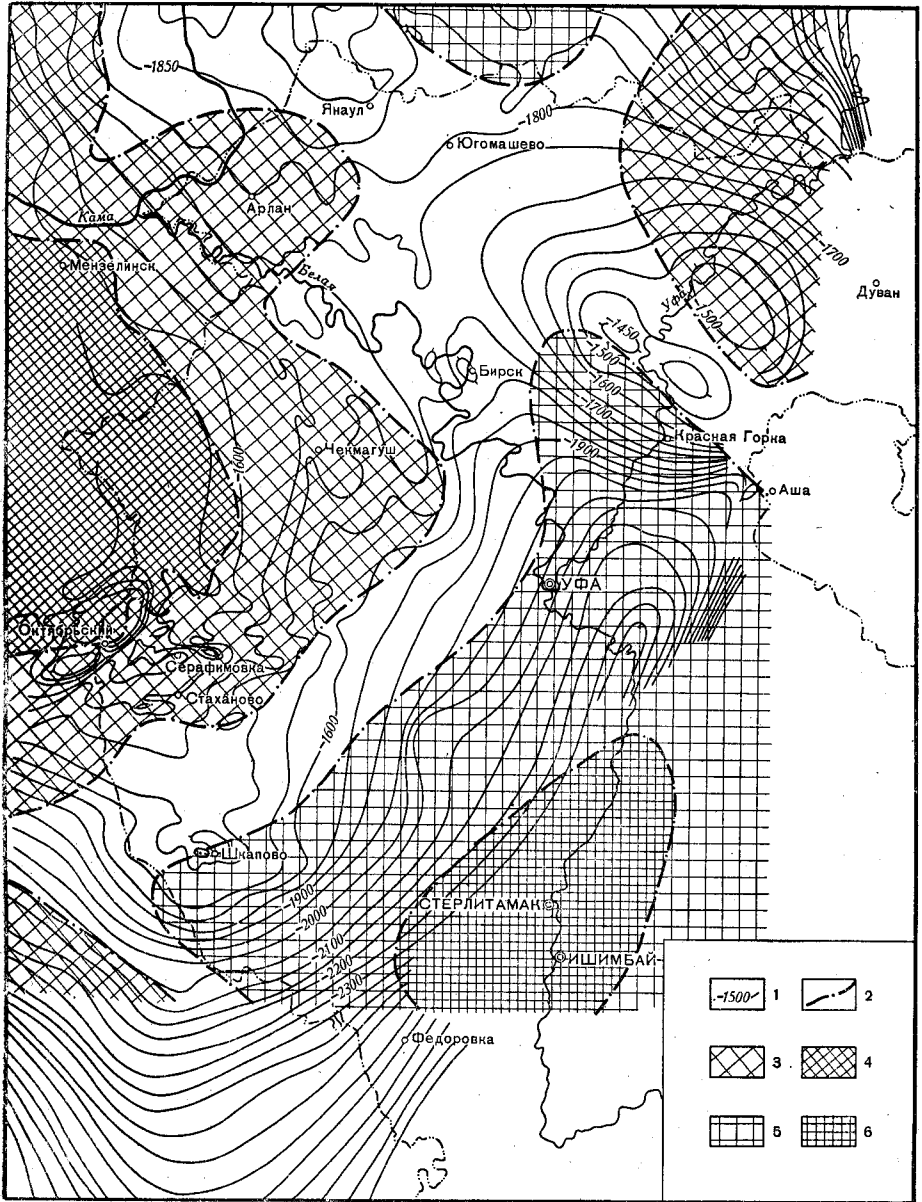 -1850
Янаул
-1800
Югомашево
Арлан
Кама
Мензелинск
Белая
-1700
Дуван
Уфа
-1500
-1450
-1500
Бирск
-1600
-1700
Красная Горка
-1900
-1600
Чекмагуш
Аша
УФА
Октябрьский
Серафимовка
Стаханово
-1600
Шкапово
-1900
-2000
СТЕРЛИТАМАК
-2100
-2200
ИШИМБАЙ
-2300
-1500
1
2
Федоровка
3
4
5
6